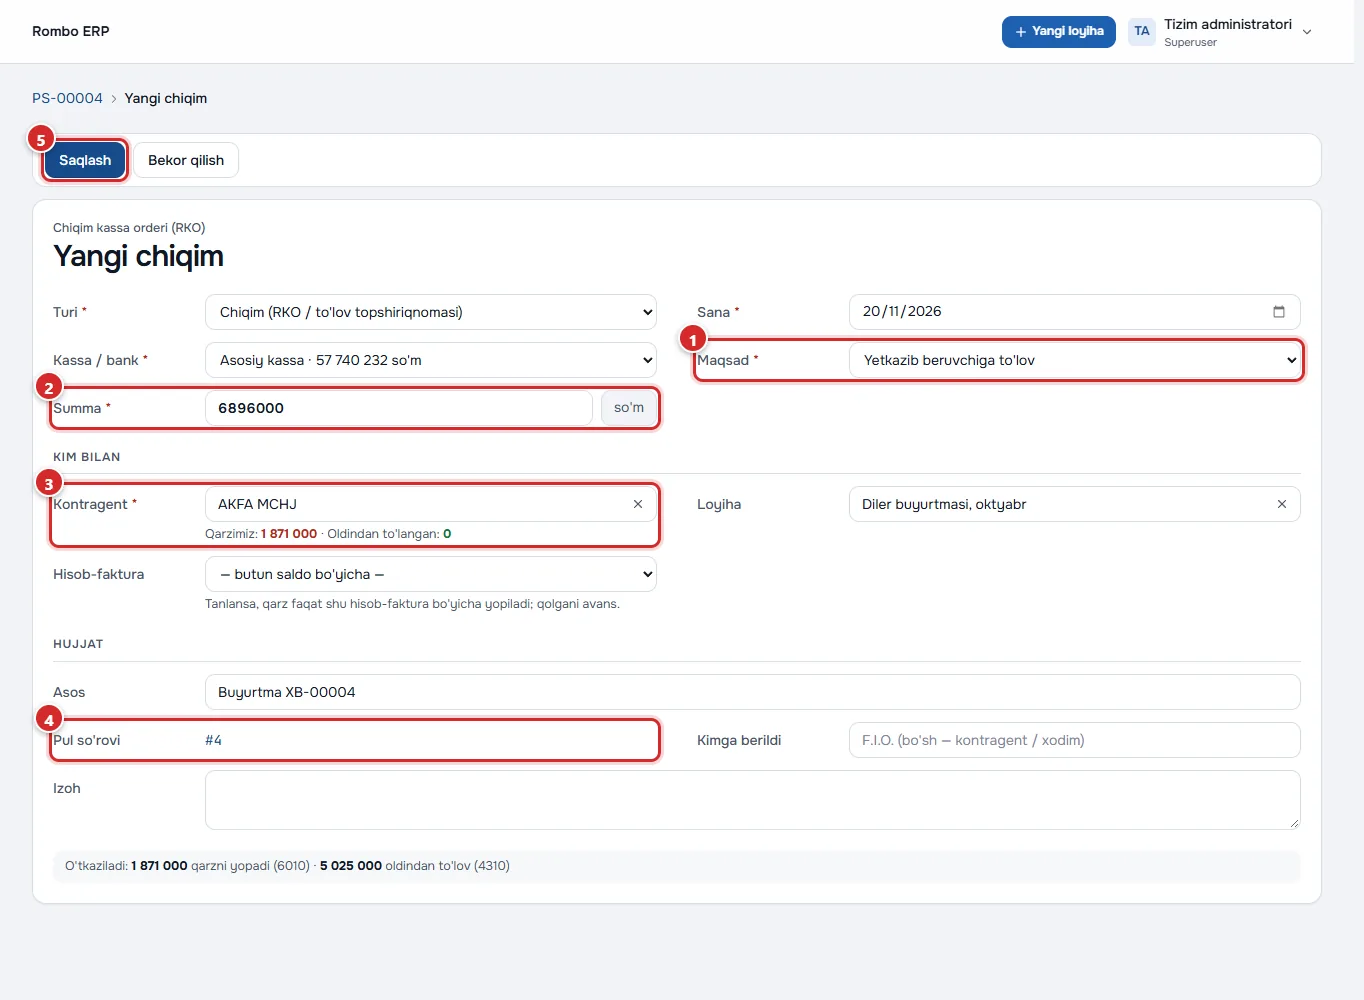 Rombo ERP
+ Yangi loyiha
TA
Tizim administratori
Superuser
PS-00004 › Yangi chiqim
5
Saqlash
Bekor qilish
Chiqim kassa orderi (RKO)
Yangi chiqim
Turi *
Chiqim (RKO / to'lov topshiriqnomasi)
Sana *
20/11/2026
Kassa / bank *
Asosiy kassa · 57 740 232 so'm
1
Maqsad *
Yetkazib beruvchiga to'lov
2
Summa *
6896000
so'm
KIM BILAN
3
Kontragent *
AKFA MCHJ
Qarzimiz: 1 871 000 · Oldindan to'langan: 0
Loyiha
Diler buyurtmasi, oktyabr
Hisob-faktura
— butun saldo bo'yicha —
Tanlansa, qarz faqat shu hisob-faktura bo'yicha yopiladi; qolgani avans.
HUJJAT
Asos
Buyurtma XB-00004
4
Pul so'rovi
#4
Kimga berildi
F.I.O. (bo'sh — kontragent / xodim)
Izoh
O'tkaziladi: 1 871 000 qarzni yopadi (6010) · 5 025 000 oldindan to'lov (4310)